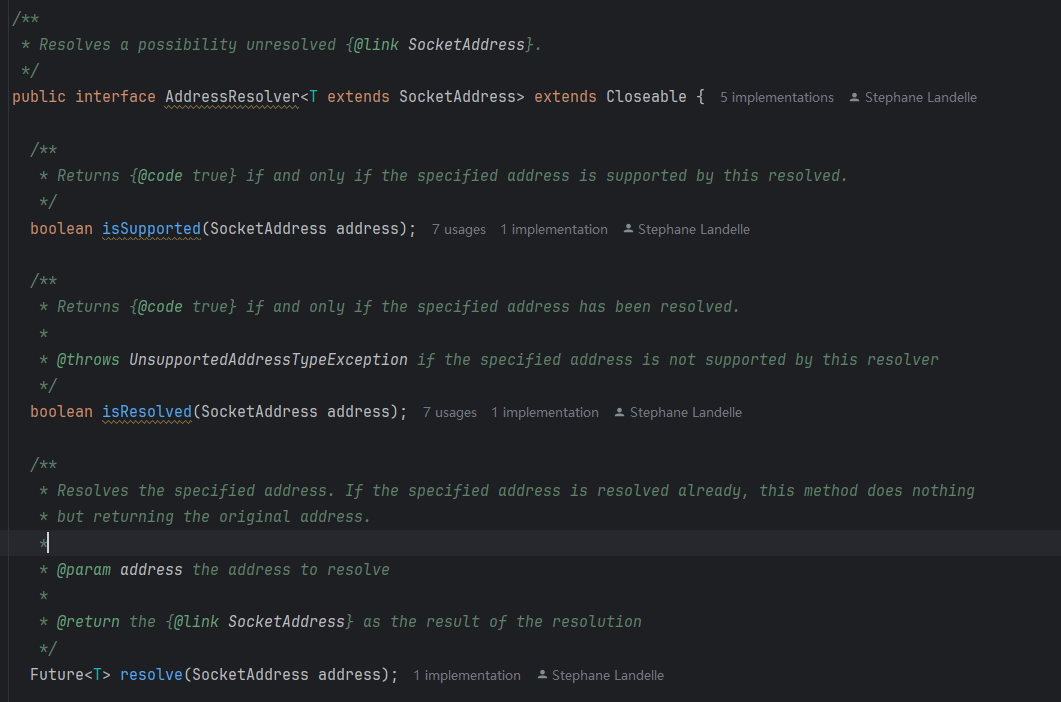 /**
 * Resolves a possibility unresolved {@link SocketAddress}.
 */
public interface AddressResolver<T extends SocketAddress> extends Closeable { 5 implementations Stephane Landelle
/**
 * Returns {@code true} if and only if the specified address is supported by this resolved.
 */
boolean isSupported(SocketAddress address); 7 usages 1 implementation Stephane Landelle
/**
 * Returns {@code true} if and only if the specified address has been resolved.
 *
 * @throws UnsupportedAddressTypeException if the specified address is not supported by this resolver
 */
boolean isResolved(SocketAddress address); 7 usages 1 implementation Stephane Landelle
/**
 * Resolves the specified address. If the specified address is resolved already, this method does nothing
 * but returning the original address.
 *
 * @param address the address to resolve
 *
 * @return the {@link SocketAddress} as the result of the resolution
 */
Future<T> resolve(SocketAddress address); 1 implementation Stephane Landelle